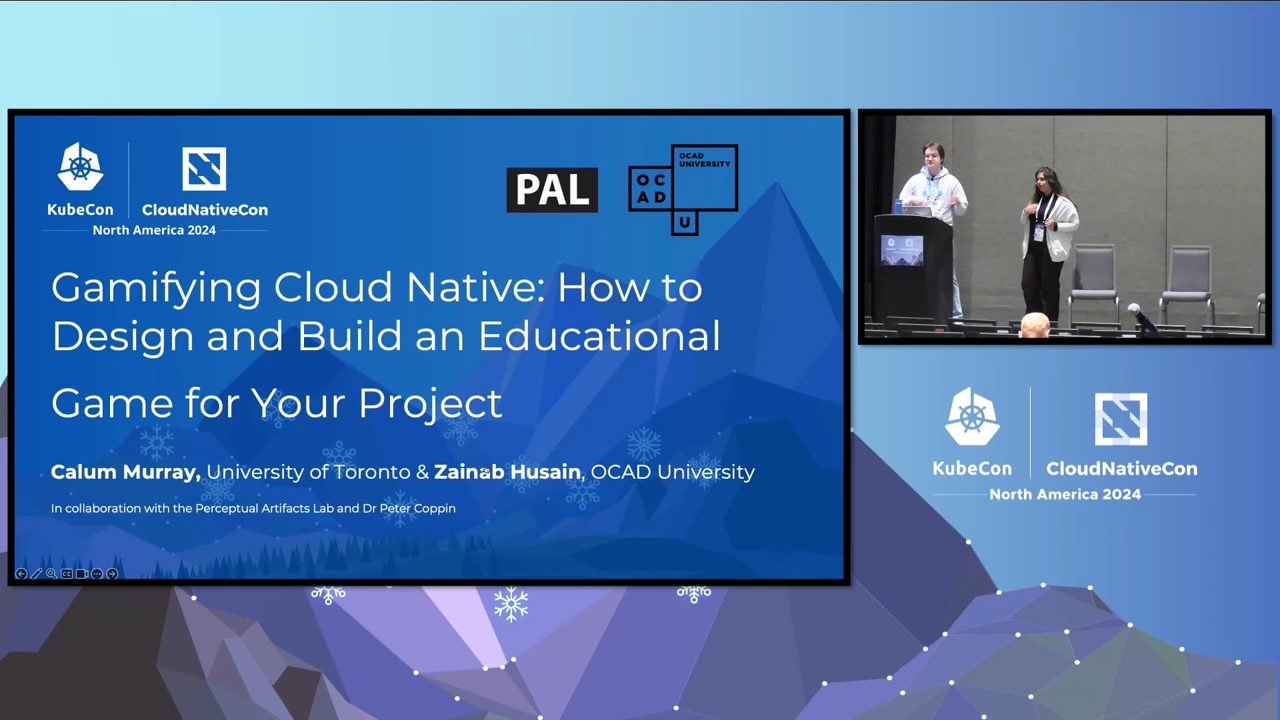 KubeCon
CloudNativeCon
North America 2024
PAL
OCAD
UNIVERSITY
OC
AD
U
Gamifying Cloud Native: How to
Design and Build an Educational
Game for Your Project
Calum Murray, University of Toronto & Zainab Husain, OCAD University
In collaboration with the Perceptual Artifacts Lab and Dr Peter Coppin
KubeCon
CloudNativeCon
North America 2024